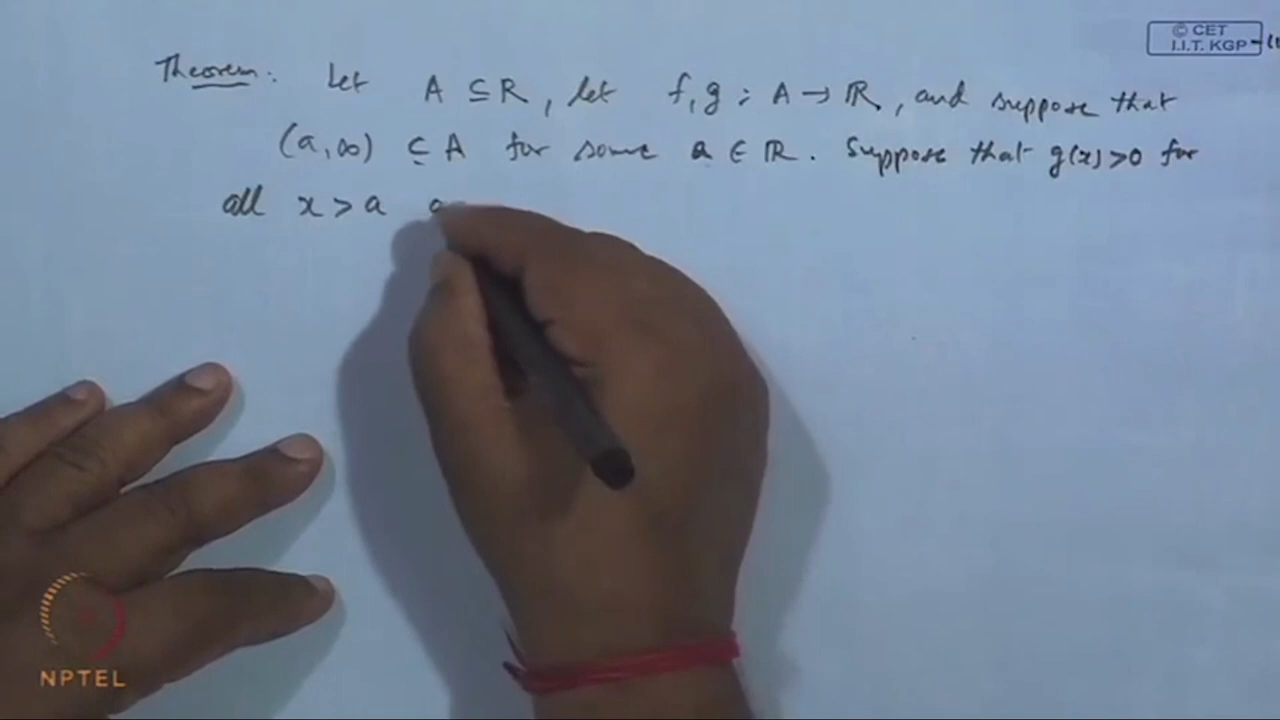 © CET
I.I.T. KGP
Theorem: Let A ⊆ R, let f, g : A → ℝ, and suppose that
(a, ∞) ⊆ A for some a ∈ ℝ. Suppose that g(x) > 0 for
all x > a a
NPTEL